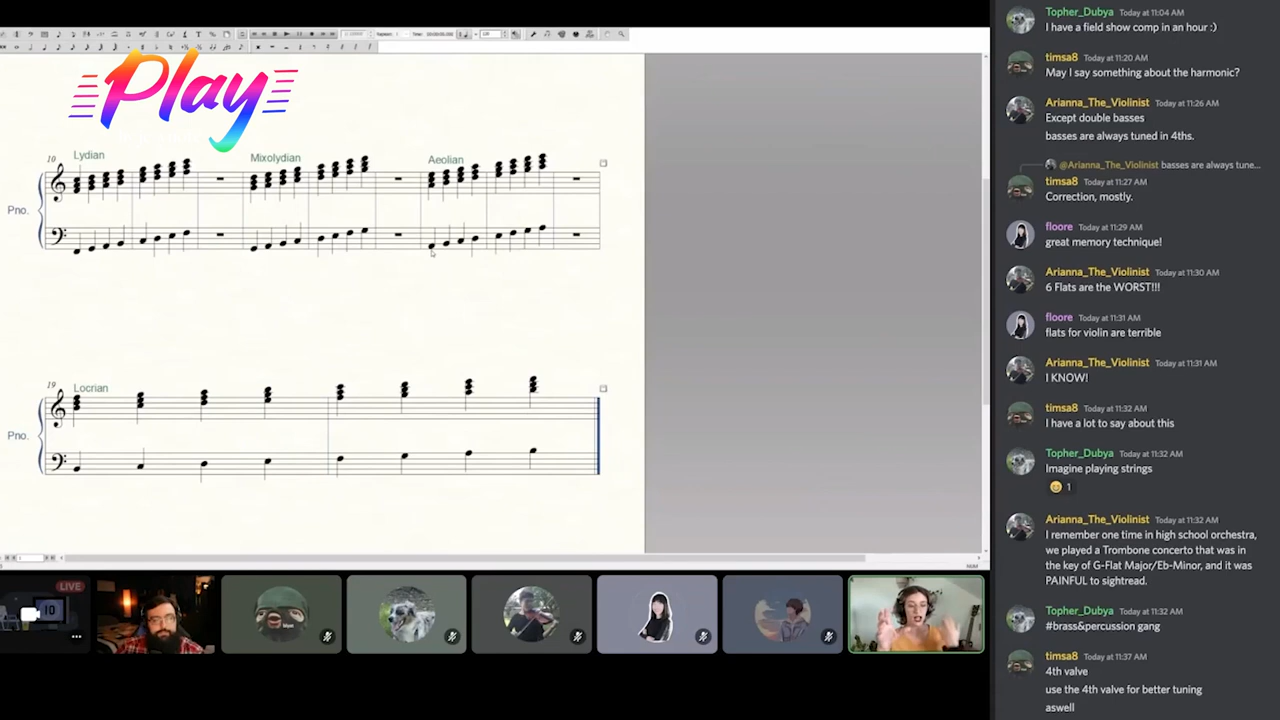 Play
10
Lydian
Mixolydian
Aeolian
Pno.
19
Locrian
Pno.
NUM
LIVE
10
Topher_Dubya Today at 11:04 AM
I have a field show comp in an hour :)
timsa8 Today at 11:20 AM
May I say something about the harmonic?
Arianna_The_Violinist Today at 11:26 AM
Except double basses
basses are always tuned in 4ths.
@Arianna_The_Violinist basses are always tune...
timsa8 Today at 11:27 AM
Correction, mostly.
floore Today at 11:29 AM
great memory technique!
Arianna_The_Violinist Today at 11:30 AM
6 Flats are the WORST!!!
floore Today at 11:31 AM
flats for violin are terrible
Arianna_The_Violinist Today at 11:31 AM
I KNOW!
timsa8 Today at 11:32 AM
I have a lot to say about this
Topher_Dubya Today at 11:32 AM
Imagine playing strings
1
Arianna_The_Violinist Today at 11:32 AM
I remember one time in high school orchestra,
we played a Trombone concerto that was in
the key of G-Flat Major/Eb-Minor, and it was
PAINFUL to sightread.
Topher_Dubya Today at 11:32 AM
#brass&percussion gang
timsa8 Today at 11:37 AM
4th valve
use the 4th valve for better tuning
aswell